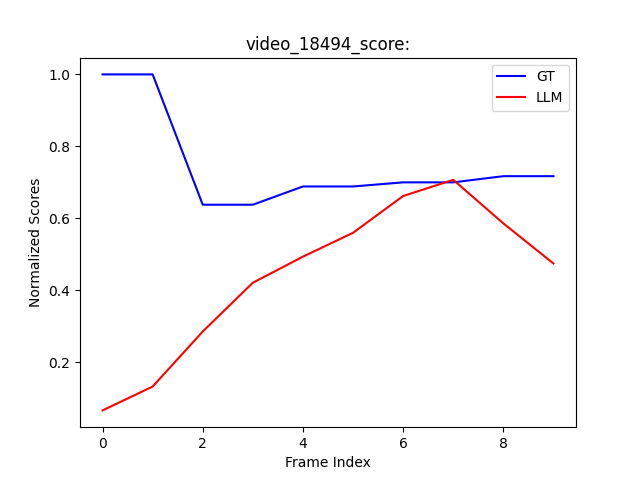 video_18494_score:
GT
LLM
1.0
0.8
0.6
0.4
0.2
Normalized Scores
0 2 4 6 8
Frame Index